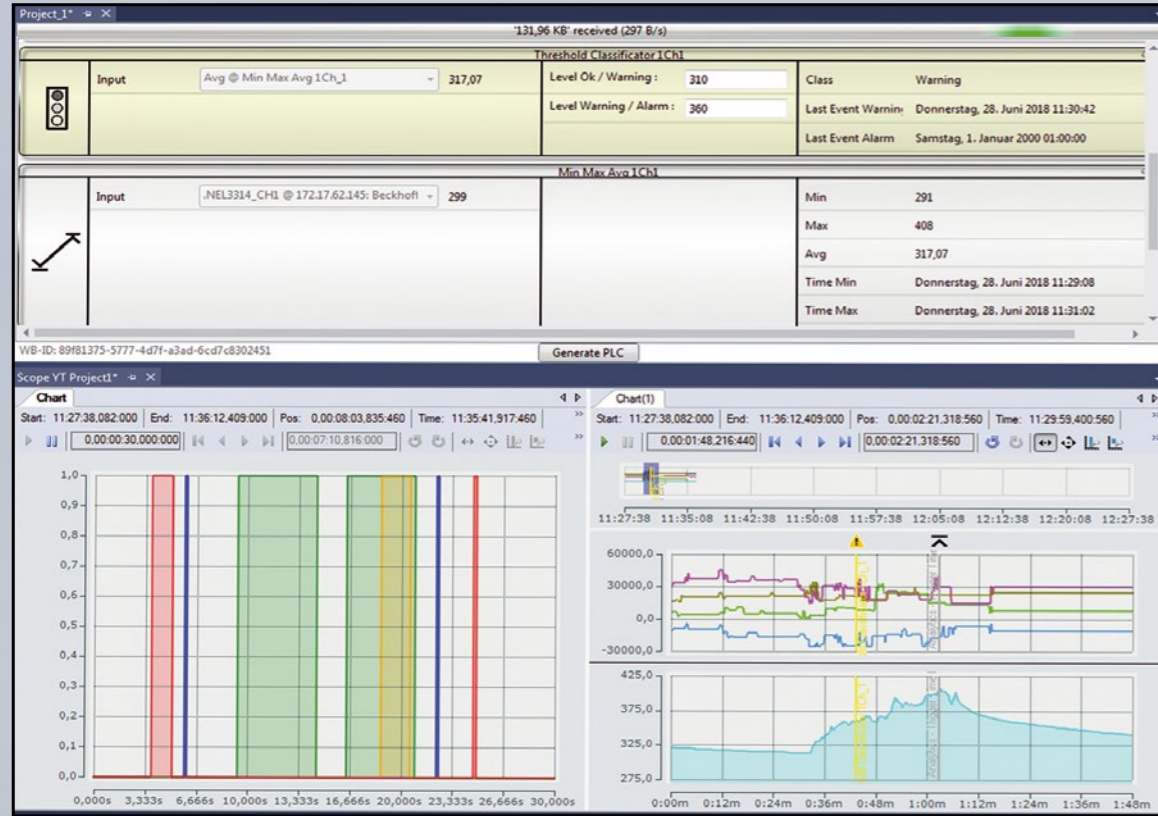 Project_1*
'131,96 KB' received (297 B/s)
Threshold Classificator 1Ch1
Input Avg @ Min Max Avg 1Ch_1 317,07 Level Ok / Warning : 310 Class Warning
Level Warning / Alarm : 360 Last Event Warning Donnerstag, 28. Juni 2018 11:30:42
Last Event Alarm Samstag, 1. Januar 2000 01:00:00
Min Max Avg 1Ch1
Input .NEL3314_CH1 @ 172.17.62.145: Beckhoff 299 Min 291
Max 408
Avg 317,07
Time Min Donnerstag, 28. Juni 2018 11:29:08
Time Max Donnerstag, 28. Juni 2018 11:31:02
WB-ID: 89f81375-5777-4d7f-a3ad-6cd7c8302451 Generate PLC
Scope YT Project1*
Chart
Start: 11:27:38,082:000 End: 11:36:12,409:000 Pos: 0,00:08:03,835:460 Time: 11:35:41,917:460
0,00:00:30,000:000 0,00:07:10,816:000
1,0
0,9
0,8
0,7
0,6
0,5
0,4
0,3
0,2
0,1
0,0
0,000s 3,333s 6,666s 10,000s 13,333s 16,666s 20,000s 23,333s 26,666s 30,000s
Chart(1)
Start: 11:27:38,082:000 End: 11:36:12,409:000 Pos: 0,00:02:21,318:560 Time: 11:29:59,400:560
0,00:01:48,216:440 0,00:02:21,318:560
11:27:38 11:35:08 11:42:38 11:50:08 11:57:38 12:05:08 12:12:38 12:20:08 12:27:38
60000,0
30000,0
0,0
-30000,0
425,0
375,0
325,0
275,0
0:00m 0:12m 0:24m 0:36m 0:48m 1:00m 1:12m 1:24m 1:36m 1:48m